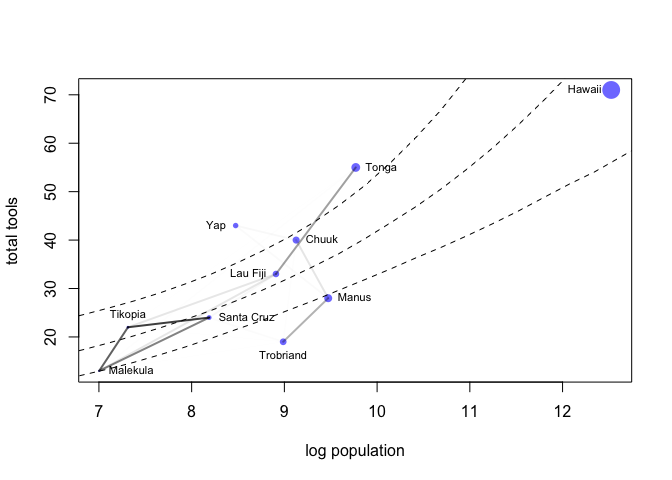 total tools
70
60
50
40
30
20
Hawaii
Tonga
Yap
Chuuk
Lau Fiji
Manus
Tikopia
Santa Cruz
Trobriand
Malekula
7 8 9 10 11 12
log population